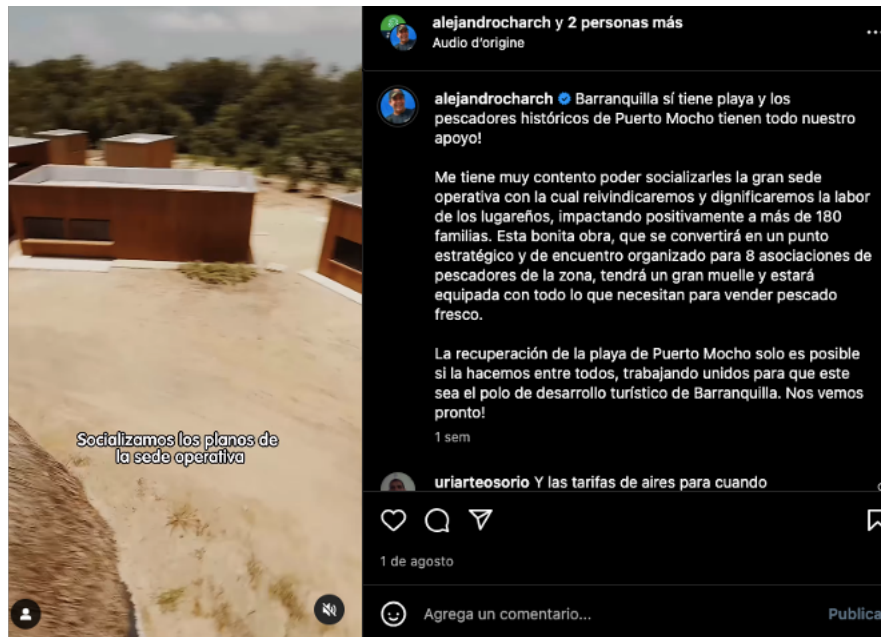 alejandrocharch y 2 personas más
Audio d'origine
alejandrocharch Barranquilla sí tiene playa y los
pescadores históricos de Puerto Mocho tienen todo nuestro
apoyo!
Me tiene muy contento poder socializarles la gran sede
operativa con la cual reivindicaremos y dignificaremos la labor
de los lugareños, impactando positivamente a más de 180
familias. Esta bonita obra, que se convertirá en un punto
estratégico y de encuentro organizado para 8 asociaciones de
pescadores de la zona, tendrá un gran muelle y estará
equipada con todo lo que necesitan para vender pescado
fresco.
La recuperación de la playa de Puerto Mocho solo es posible
si la hacemos entre todos, trabajando unidos para que este
sea el polo de desarrollo turístico de Barranquilla. Nos vemos
pronto!
1 sem
uriarteosorio Y las tarifas de aires para cuando
1 de agosto
Agrega un comentario...
Publica
Socializamos los planos de
la sede operativa